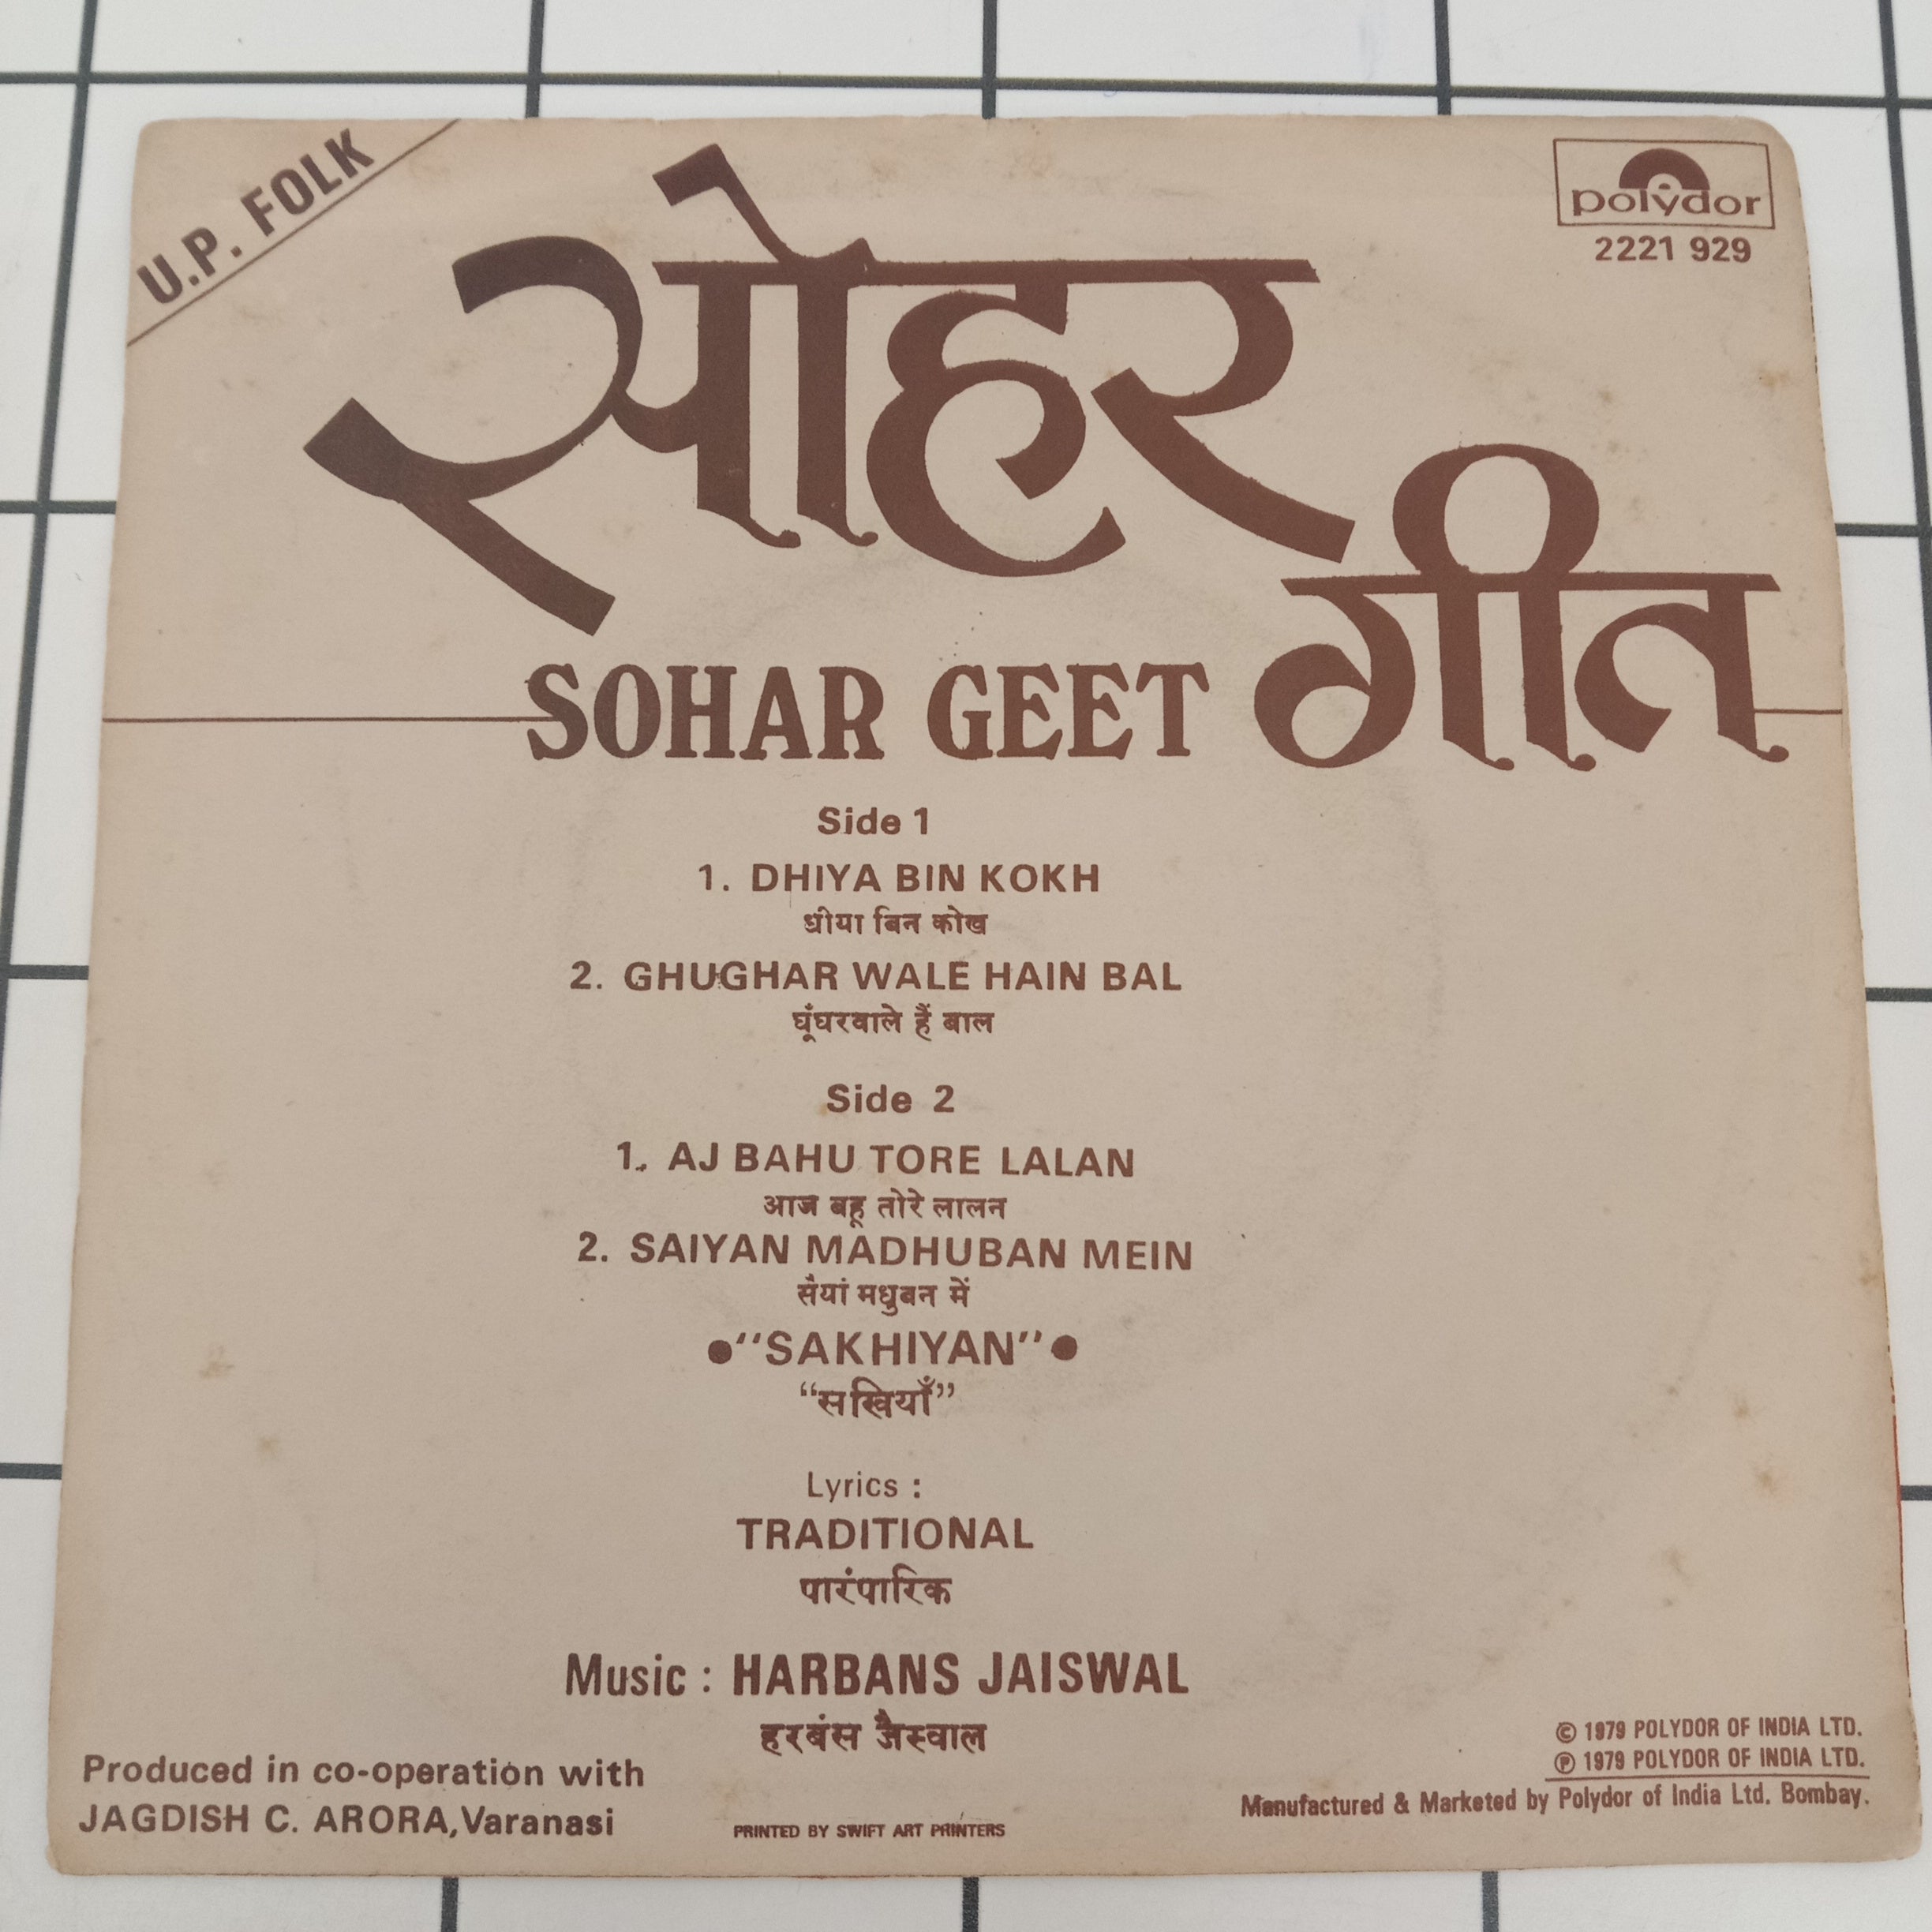 U.P. FOLK
polydor
2221 929
सोहर
गीत
SOHAR GEET
Side 1
1. DHIYA BIN KOKH
धीया बिन कोख
2. GHUGHAR WALE HAIN BAL
घूंघरवाले हैं बाल
Side 2
1. AJ BAHU TORE LALAN
आज बहू तोरे लालन
2. SAIYAN MADHUBAN MEIN
सैयां मधुबन में
●"SAKHIYAN"●
“सखियाँ”
Lyrics :
TRADITIONAL
पारंपारिक
Music : HARBANS JAISWAL
हरबंस जैस्वाल
Produced in co-operation with
JAGDISH C. ARORA, Varanasi
PRINTED BY SWIFT ART PRINTERS
© 1979 POLYDOR OF INDIA LTD.
℗ 1979 POLYDOR OF INDIA LTD.
Manufactured & Marketed by Polydor of India Ltd. Bombay.